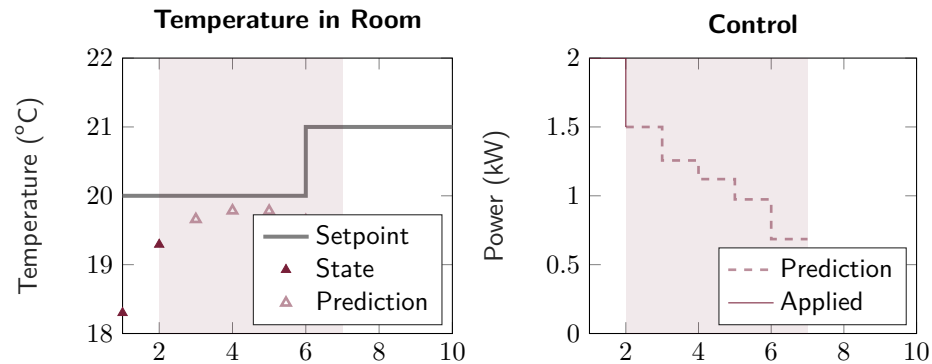 Temperature in Room
Temperature (°C)
22
21
20
19
18
2 4 6 8 10
Setpoint
State
Prediction
Control
Power (kW)
2
1.5
1
0.5
0
2 4 6 8 10
Prediction
Applied